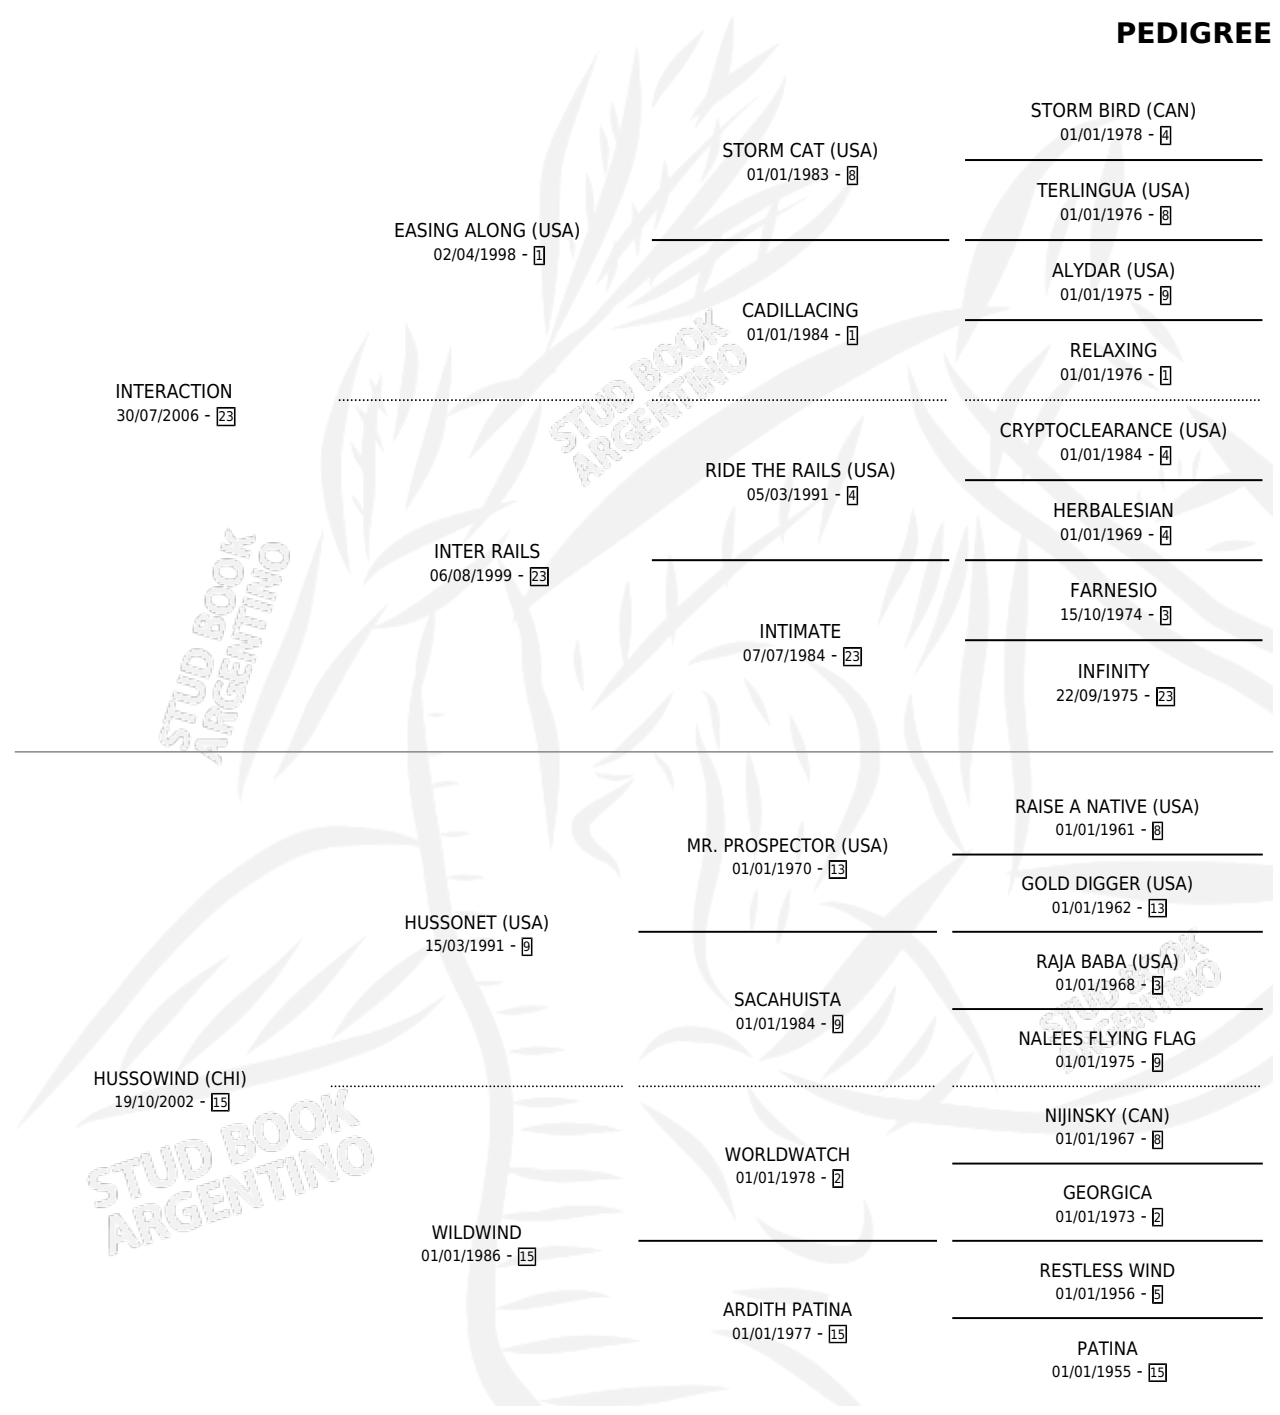 PEDIGREE
STORM BIRD (CAN)
01/01/1978 - 4
STORM CAT (USA)
01/01/1983 - 8
TERLINGUA (USA)
01/01/1976 - 8
EASING ALONG (USA)
02/04/1998 - 1
ALYDAR (USA)
01/01/1975 - 9
CADILLACING
01/01/1984 - 1
RELAXING
01/01/1976 - 1
INTERACTION
30/07/2006 - 23
CRYPTOCLEARANCE (USA)
01/01/1984 - 4
RIDE THE RAILS (USA)
05/03/1991 - 4
HERBALESIAN
01/01/1969 - 4
INTER RAILS
06/08/1999 - 23
FARNESIO
15/10/1974 - 3
INTIMATE
07/07/1984 - 23
INFINITY
22/09/1975 - 23
STUD BOOK
ARGENTINO
STUD BOOK
ARGENTINO
RAISE A NATIVE (USA)
01/01/1961 - 8
MR. PROSPECTOR (USA)
01/01/1970 - 13
GOLD DIGGER (USA)
01/01/1962 - 13
HUSSONET (USA)
15/03/1991 - 9
RAJA BABA (USA)
01/01/1968 - 3
SACAHUISTA
01/01/1984 - 9
NALEES FLYING FLAG
01/01/1975 - 9
HUSSOWIND (CHI)
19/10/2002 - 15
NIJINSKY (CAN)
01/01/1967 - 8
WORLDWATCH
01/01/1978 - 2
GEORGICA
01/01/1973 - 2
WILDWIND
01/01/1986 - 15
RESTLESS WIND
01/01/1956 - 5
ARDITH PATINA
01/01/1977 - 15
PATINA
01/01/1955 - 15
STUD BOOK
ARGENTINO
STUD BOOK
ARGENTINO